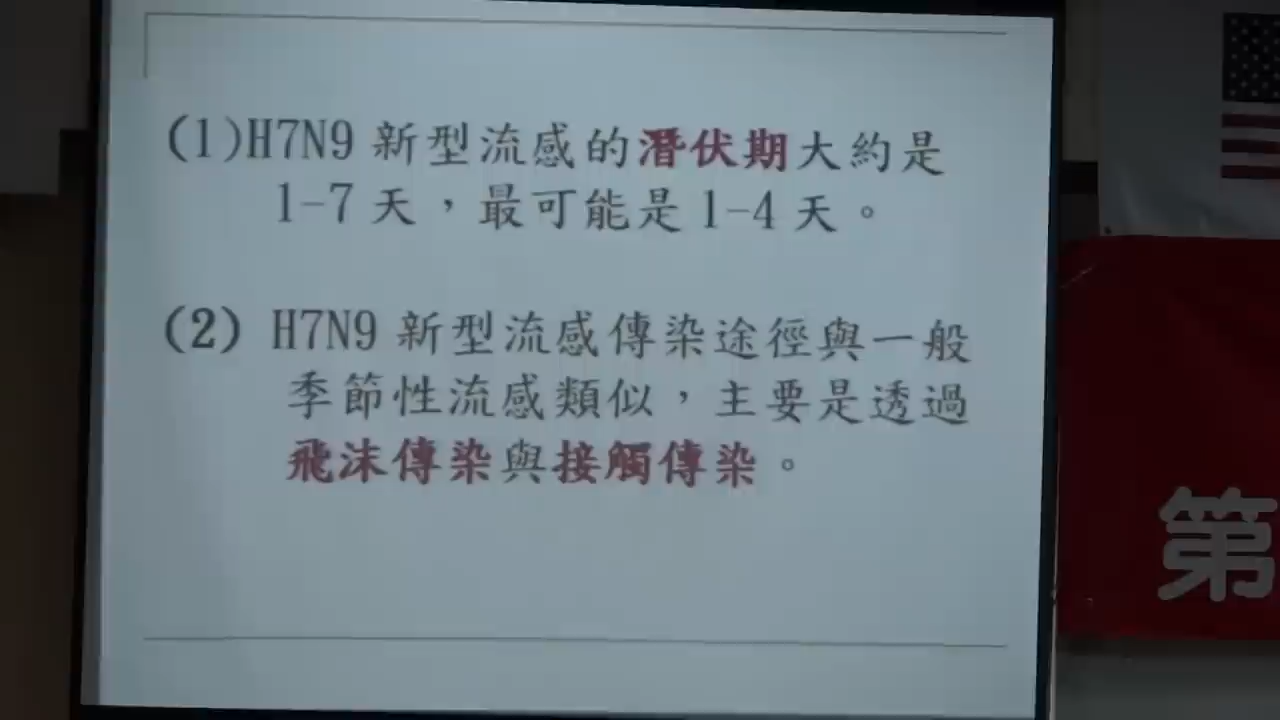 (1)H7N9 新型流感的潛伏期大約是
1-7 天，最可能是 1-4 天。
(2) H7N9 新型流感傳染途徑與一般
季節性流感類似，主要是透過
飛沫傳染與接觸傳染。
第